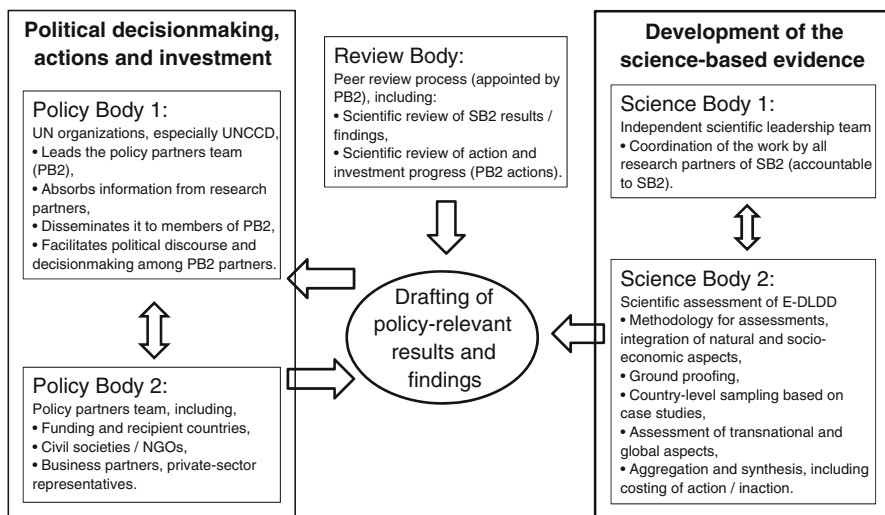 Political decisionmaking,
actions and investment
Policy Body 1:
UN organizations, especially UNCCD,
• Leads the policy partners team
(PB2),
• Absorbs information from research
partners,
• Disseminates it to members of PB2,
• Facilitates political discourse and
decisionmaking among PB2 partners.
Policy Body 2:
Policy partners team, including,
• Funding and recipient countries,
• Civil societies / NGOs,
• Business partners, private-sector
representatives.
Review Body:
Peer review process (appointed by
PB2), including:
• Scientific review of SB2 results /
findings,
• Scientific review of action and
investment progress (PB2 actions).
Drafting of
policy-relevant
results and
findings
Development of the
science-based evidence
Science Body 1:
Independent scientific leadership team
• Coordination of the work by all
research partners of SB2 (accountable
to SB2).
Science Body 2:
Scientific assessment of E-DLDD
• Methodology for assessments,
integration of natural and socio-
economic aspects,
• Ground proofing,
• Country-level sampling based on
case studies,
• Assessment of transnational and
global aspects,
• Aggregation and synthesis, including
costing of action / inaction.